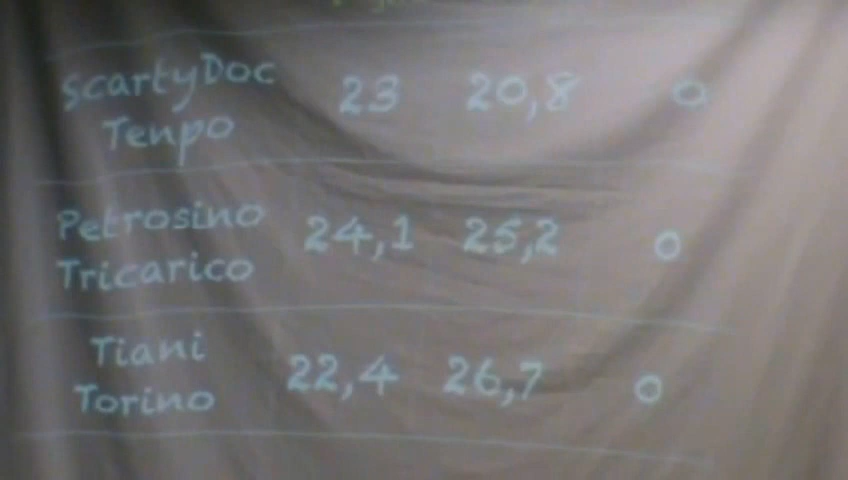 ScartyDoc 23 20,8 0
Tenpo
Petrosino 24,1 25,2 0
Tricarico
Tiani 22,4 26,7 0
Torino